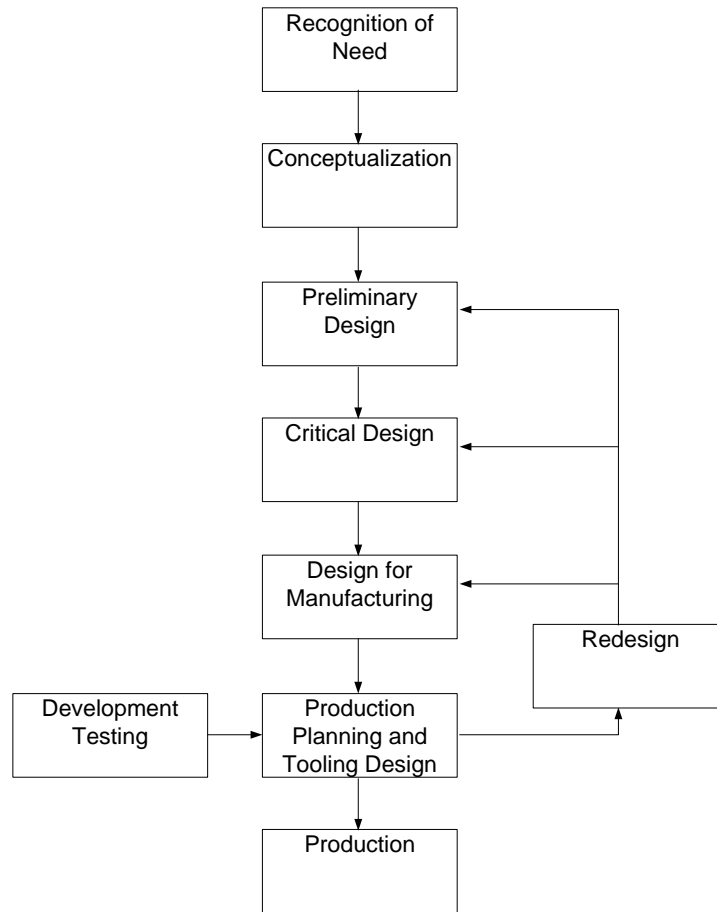 Recognition of
Need
Conceptualization
Preliminary
Design
Critical Design
Design for
Manufacturing
Redesign
Development
Testing
Production
Planning and
Tooling Design
Production